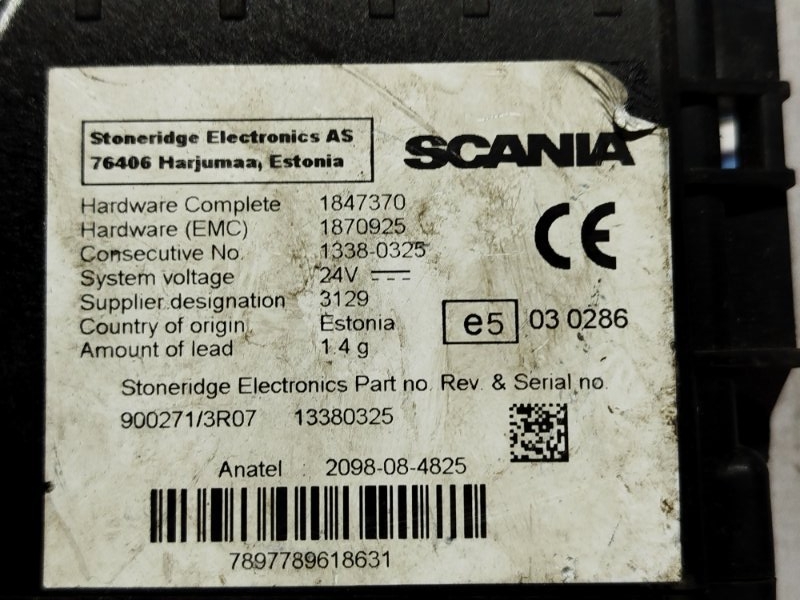 Stoneridge Electronics AS
76406 Harjumaa, Estonia
SCANIA
Hardware Complete 1847370
Hardware (EMC) 1870925
Consecutive No. 1338-0325
System voltage 24V
Supplier designation 3129
Country of origin Estonia
Amount of lead 1.4 g
CE
e5 03 0286
Stoneridge Electronics Part no. Rev. & Serial no.
900271/3R07 13380325
Anatel : 2098-08-4825
7897789618631